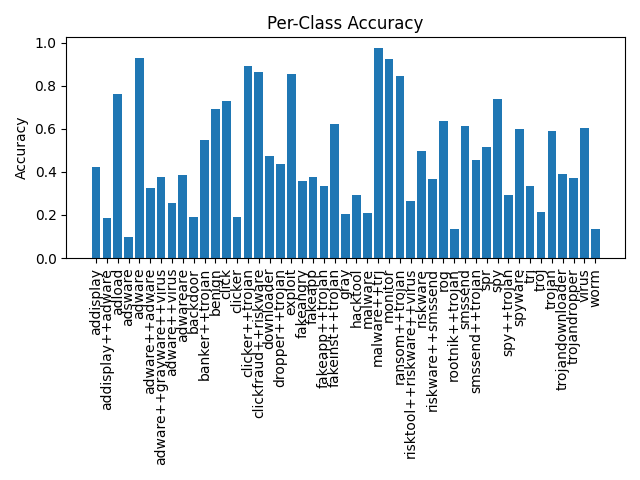 Per-Class Accuracy
Accuracy
1.0
0.8
0.6
0.4
0.2
0.0
addisplay
addisplay++adware
adload
adsware
adware
adware++adware
adware++grayware++virus
adware++virus
adwareare
backdoor
banker++trojan
benign
click
clicker
clicker++trojan
clickfraud++riskware
downloader
dropper++trojan
exploit
fakeangry
fakeapp
fakeapp++trojan
fakeinst++trojan
gray
hacktool
malware
malware++trj
monitor
ransom++trojan
risktool++riskware++virus
riskware
riskware++smssend
rog
rootnik++trojan
smssend
smssend++trojan
spr
spy
spy++trojan
spyware
trj
troj
trojan
trojandownloader
trojandropper
virus
worm